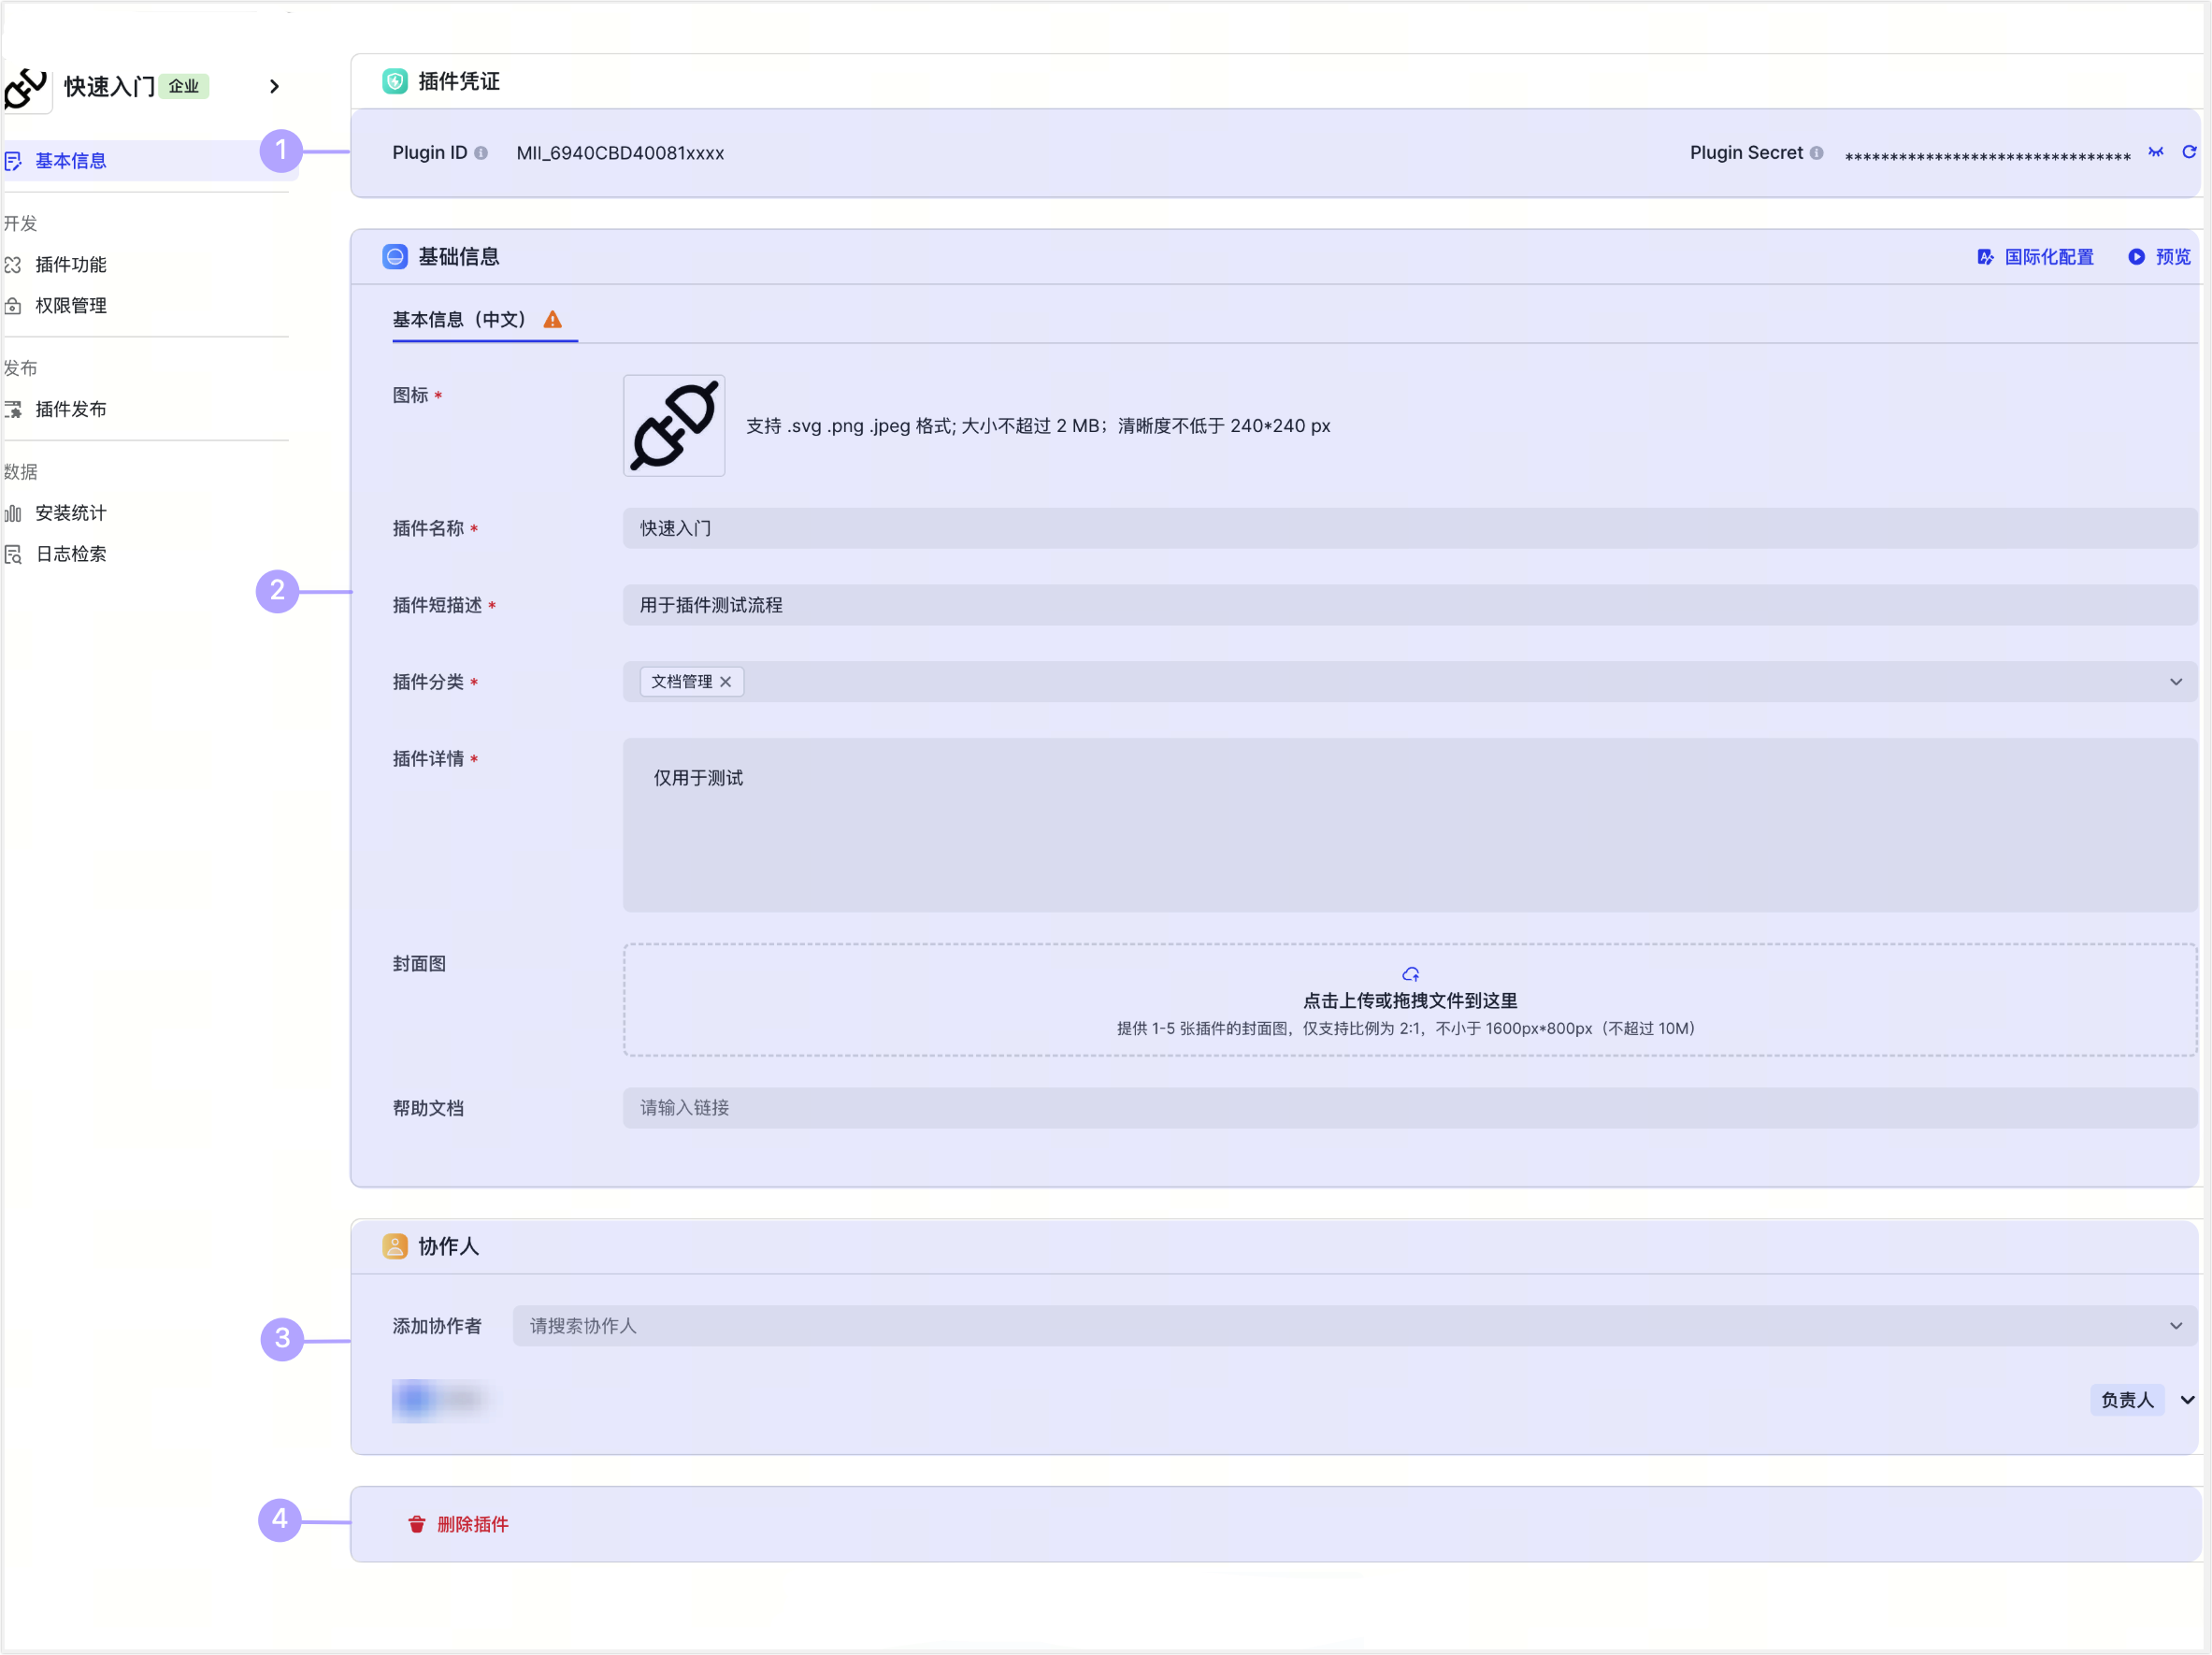 快速入门 企业
基本信息
开发
插件功能
权限管理
发布
插件发布
数据
安装统计
日志检索
插件凭证
1
Plugin ID MII_6940CBD40081xxxx Plugin Secret ********************************
基础信息 国际化配置 预览
基本信息（中文）
图标 *
支持 .svg .png .jpeg 格式; 大小不超过 2 MB；清晰度不低于 240*240 px
插件名称 * 快速入门
2
插件短描述 * 用于插件测试流程
插件分类 * 文档管理
插件详情 *
仅用于测试
封面图
点击上传或拖拽文件到这里
提供 1-5 张插件的封面图，仅支持比例为 2:1，不小于 1600px*800px（不超过 10M）
帮助文档 请输入链接
协作人
3
添加协作者 请搜索协作人
负责人
4
删除插件